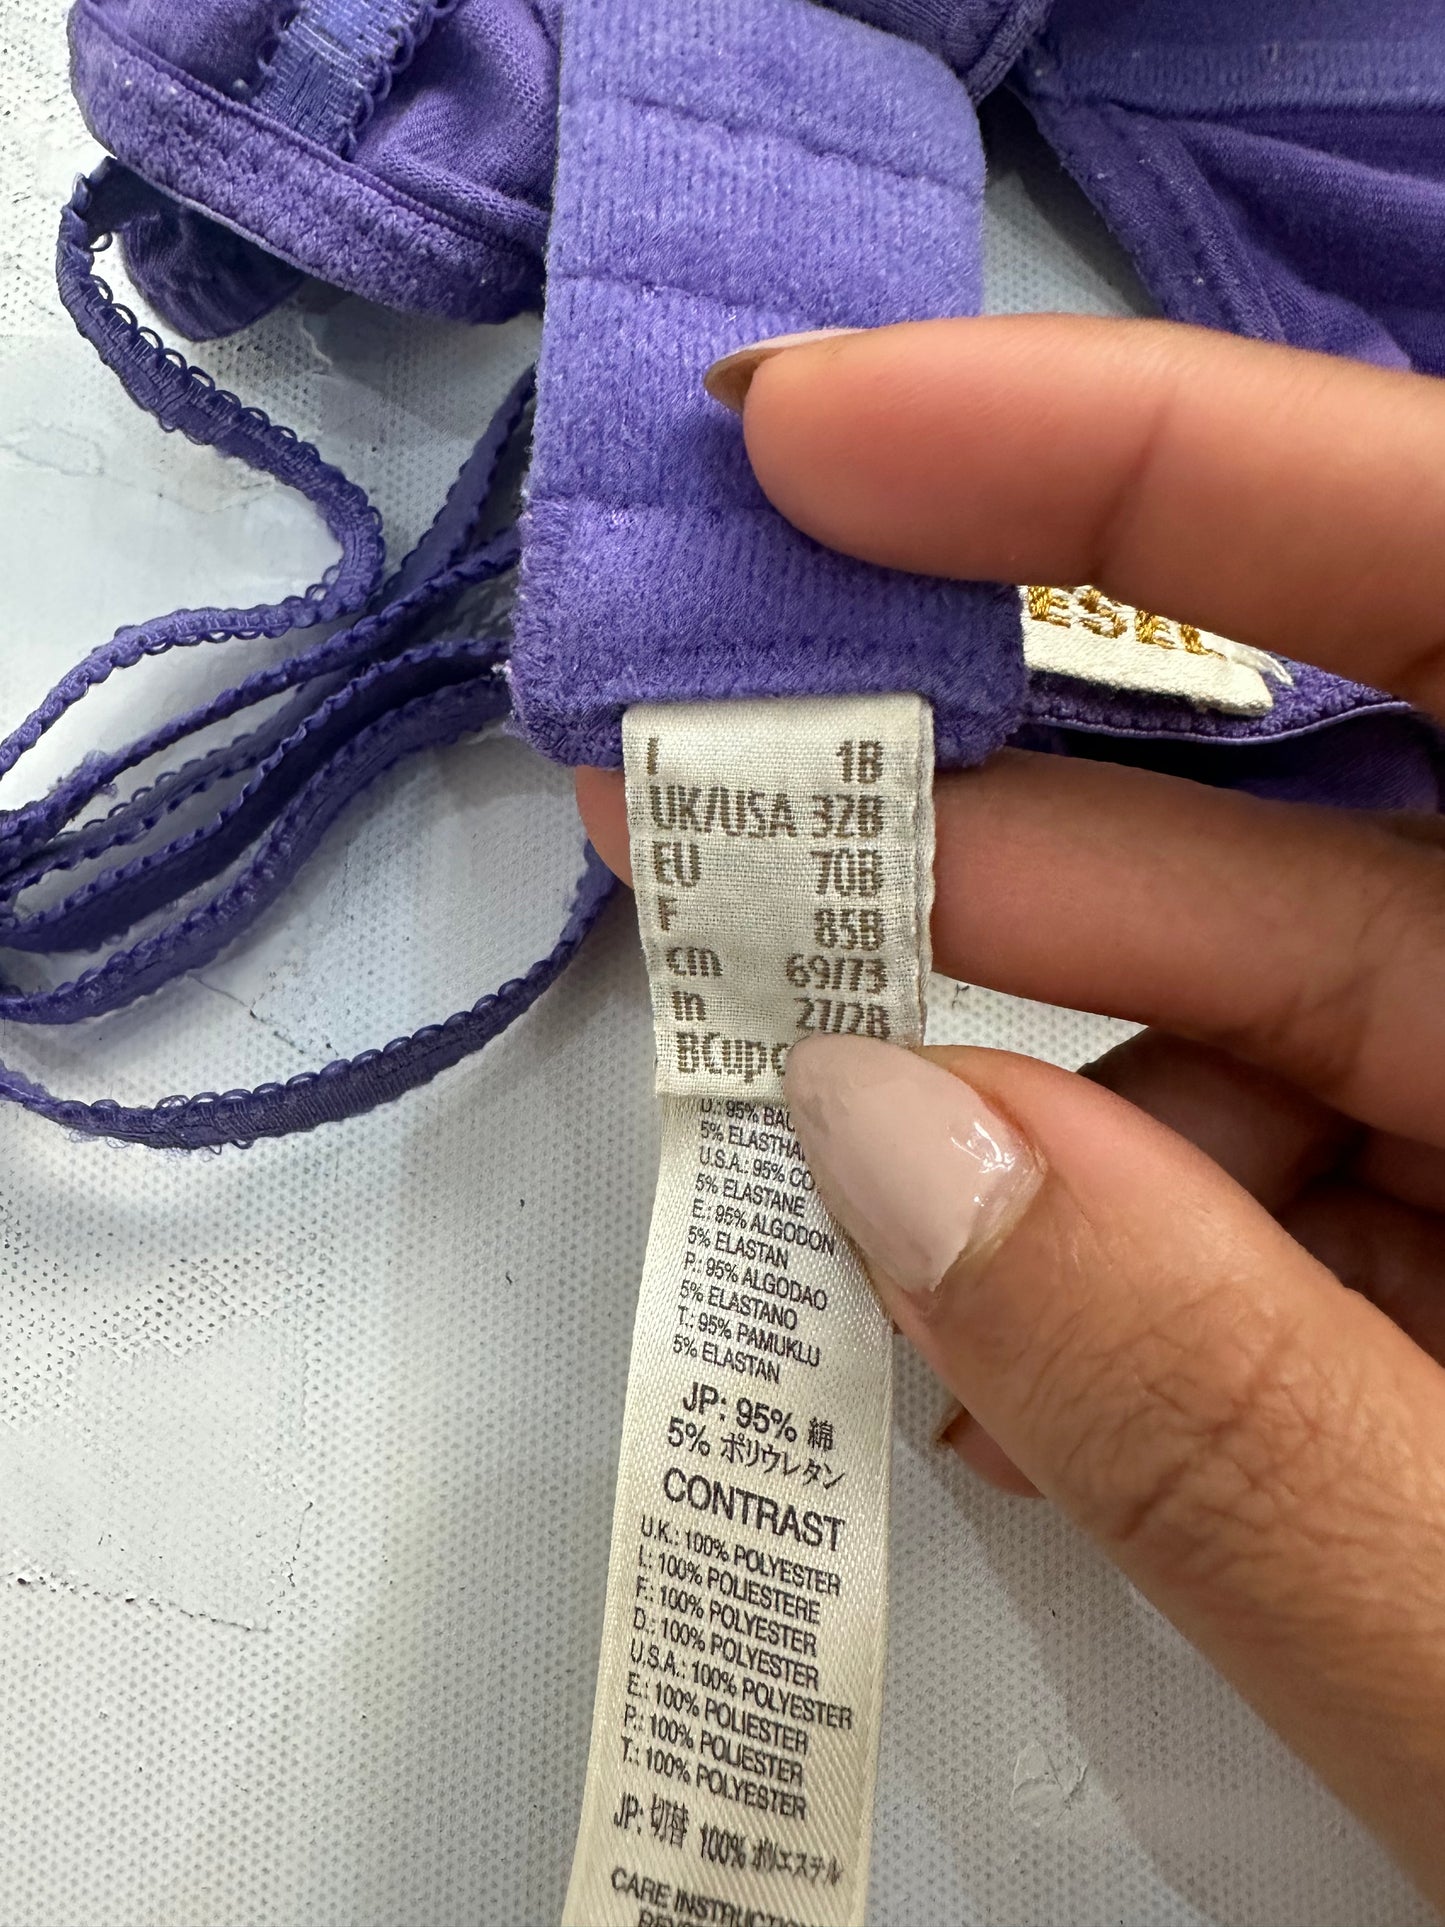 I 1B
UK/USA 32B
EU 70B
F 85B
cm 69/73
in 27/28
BCup
D.: 95%
5%
U.S.A.: 95%
5% ELASTANE
E.: 95% ALGODON
5% ELASTAN
P.: 95% ALGODAO
5% ELASTANO
T.: 95% PAMUKLU
5% ELASTAN
JP: 95% 綿
5% ポリウレタン
CONTRAST
U.K.: 100% POLYESTER
I.: 100% POLIESTERE
F.: 100% POLYESTER
D.: 100% POLYESTER
U.S.A.: 100% POLYESTER
E.: 100% POLIESTER
P.: 100% POLIESTER
T.: 100% POLYESTER
JP: 切替 100% ポリエステル
CARE